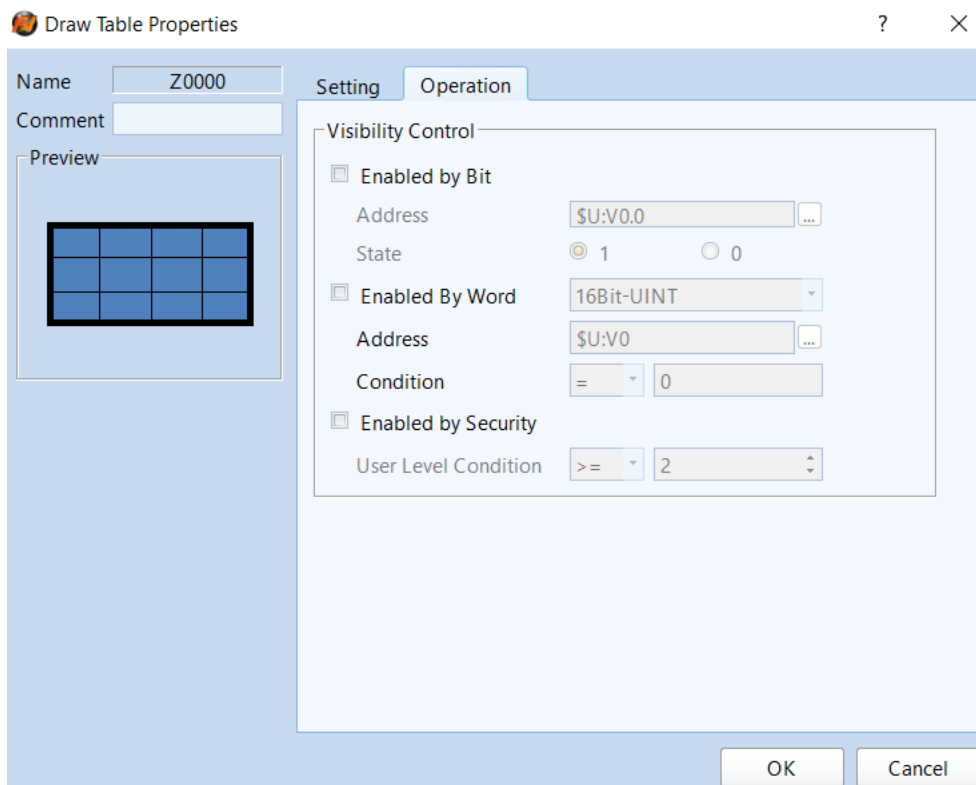 Draw Table Properties ? ×
Name Z0000
Comment
Preview
Setting Operation
Visibility Control
Enabled by Bit
Address $U:V0.0 ...
State 1 0
Enabled By Word 16Bit-UINT
Address $U:V0 ...
Condition = 0
Enabled by Security
User Level Condition >= 2
OK Cancel